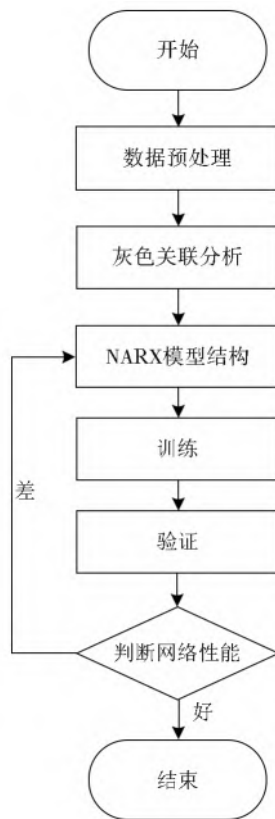 开始
数据预处理
灰色关联分析
NARX模型结构
训练
差
验证
判断网络性能
好
结束